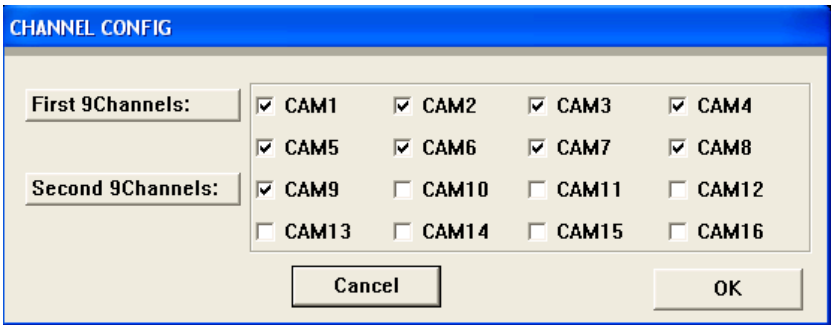 CHANNEL CONFIG
First 9Channels:
CAM1 CAM2 CAM3 CAM4
CAM5 CAM6 CAM7 CAM8
Second 9Channels:
CAM9 CAM10 CAM11 CAM12
CAM13 CAM14 CAM15 CAM16
Cancel OK